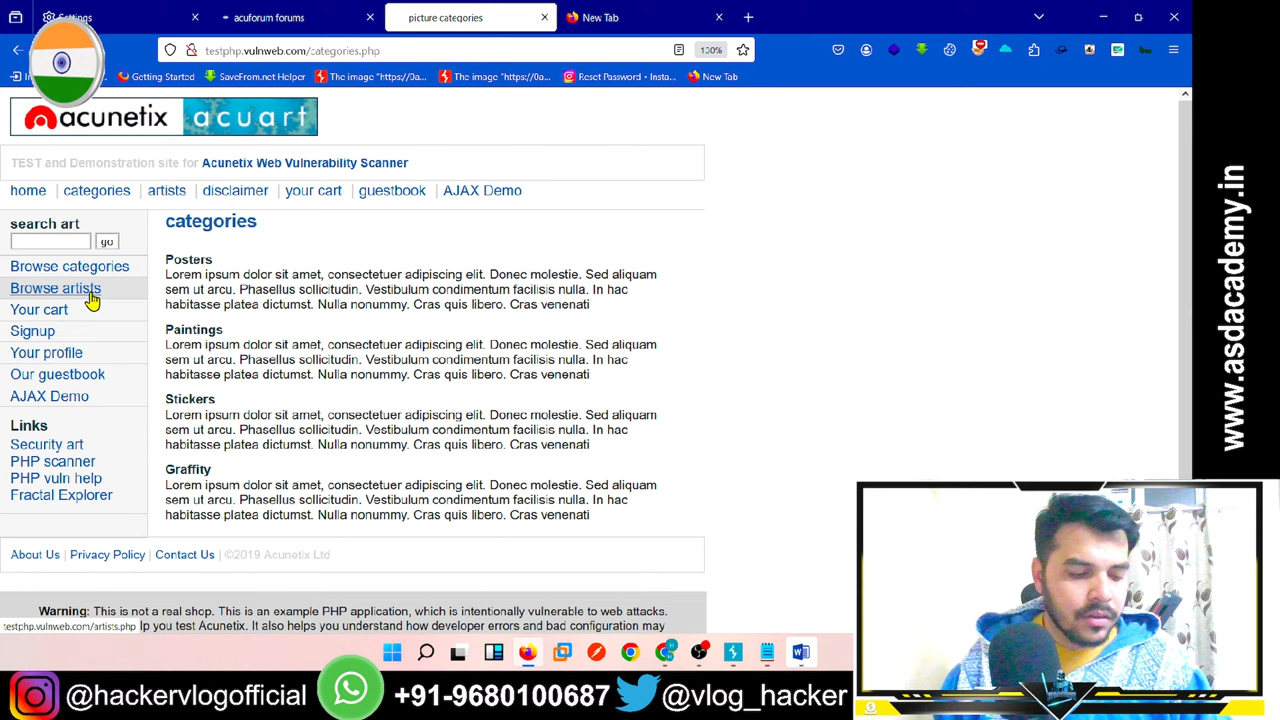 Settings
acuforum forums
picture categories
New Tab
testphp.vulnweb.com/categories.php
100%
Getting Started
SaveFrom.net Helper
The image "https://0a...
The image "https://0a...
Reset Password • Insta...
New Tab
acunetix acuart
TEST and Demonstration site for Acunetix Web Vulnerability Scanner
home | categories | artists | disclaimer | your cart | guestbook | AJAX Demo
search art
go
Browse categories
Browse artists
Your cart
Signup
Your profile
Our guestbook
AJAX Demo
Links
Security art
PHP scanner
PHP vuln help
Fractal Explorer
categories
Posters
Lorem ipsum dolor sit amet, consectetuer adipiscing elit. Donec molestie. Sed aliquam
sem ut arcu. Phasellus sollicitudin. Vestibulum condimentum facilisis nulla. In hac
habitasse platea dictumst. Nulla nonummy. Cras quis libero. Cras venenati
Paintings
Lorem ipsum dolor sit amet, consectetuer adipiscing elit. Donec molestie. Sed aliquam
sem ut arcu. Phasellus sollicitudin. Vestibulum condimentum facilisis nulla. In hac
habitasse platea dictumst. Nulla nonummy. Cras quis libero. Cras venenati
Stickers
Lorem ipsum dolor sit amet, consectetuer adipiscing elit. Donec molestie. Sed aliquam
sem ut arcu. Phasellus sollicitudin. Vestibulum condimentum facilisis nulla. In hac
habitasse platea dictumst. Nulla nonummy. Cras quis libero. Cras venenati
Graffity
Lorem ipsum dolor sit amet, consectetuer adipiscing elit. Donec molestie. Sed aliquam
sem ut arcu. Phasellus sollicitudin. Vestibulum condimentum facilisis nulla. In hac
habitasse platea dictumst. Nulla nonummy. Cras quis libero. Cras venenati
About Us | Privacy Policy | Contact Us | ©2019 Acunetix Ltd
Warning: This is not a real shop. This is an example PHP application, which is intentionally vulnerable to web attacks.
testphp.vulnweb.com/artists.php
lp you test Acunetix. It also helps you understand how developer errors and bad configuration may
@hackervlogofficial
+91-9680100687
@vlog_hacker
www.asdacademy.in